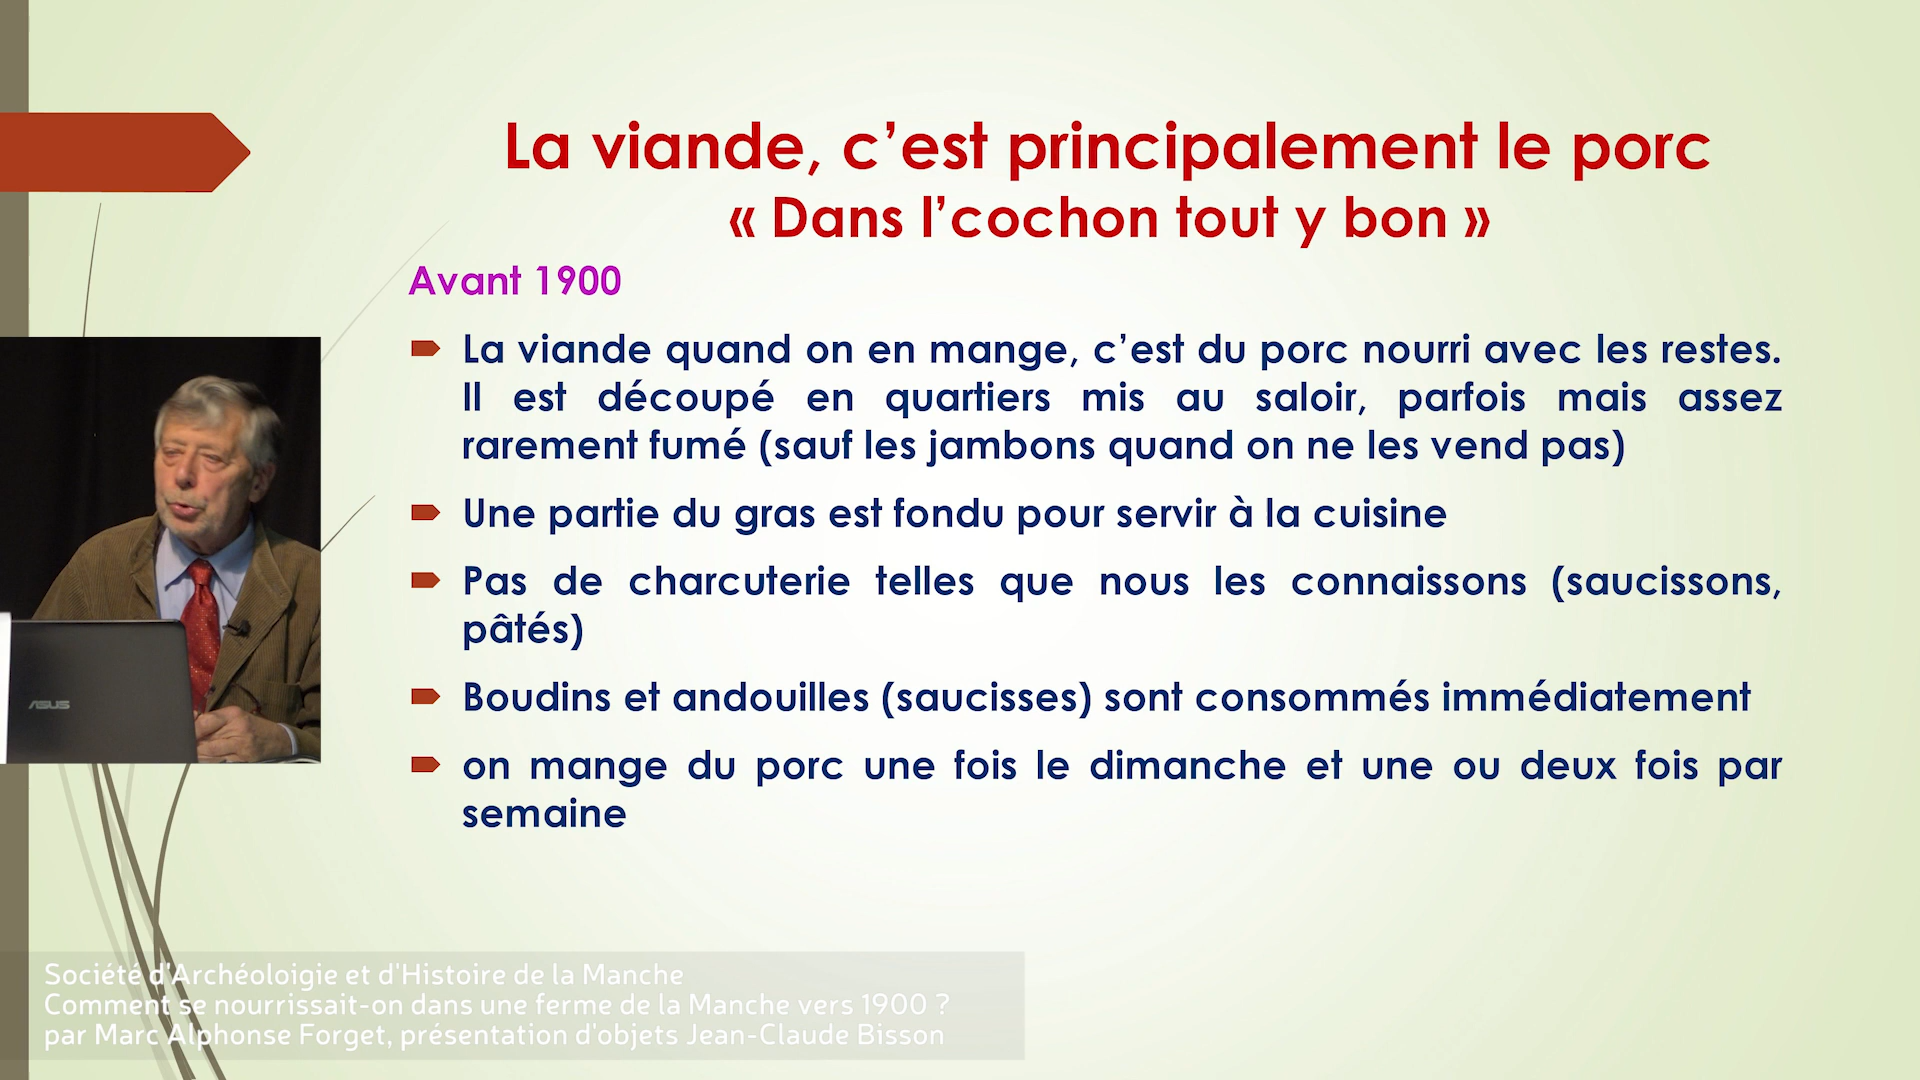 La viande, c’est principalement le porc
« Dans l’cochon tout y bon »
Avant 1900
La viande quand on en mange, c’est du porc nourri avec les restes.
Il est découpé en quartiers mis au saloir, parfois mais assez
rarement fumé (sauf les jambons quand on ne les vend pas)
Une partie du gras est fondu pour servir à la cuisine
Pas de charcuterie telles que nous les connaissons (saucissons,
pâtés)
Boudins et andouilles (saucisses) sont consommés immédiatement
on mange du porc une fois le dimanche et une ou deux fois par
semaine
ASUS
Société d'Archéoloigie et d'Histoire de la Manche
Comment se nourrissait-on dans une ferme de la Manche vers 1900 ?
par Marc Alphonse Forget, présentation d'objets Jean-Claude Bisson